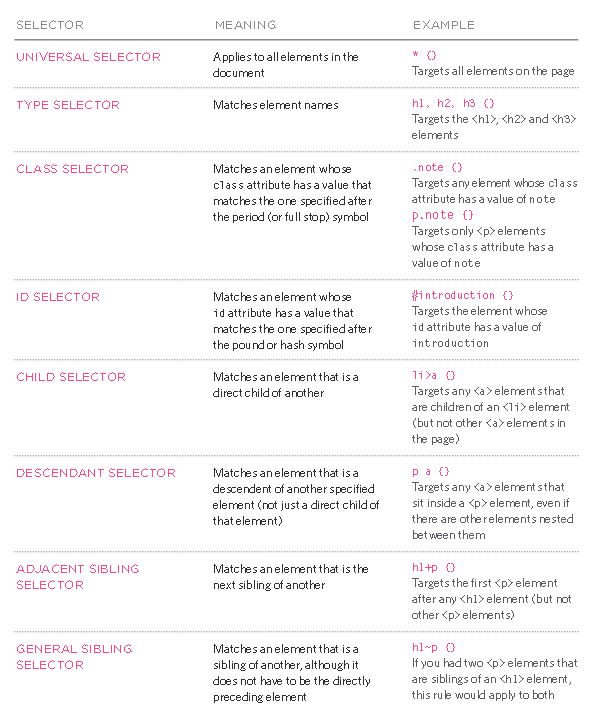 SELECTOR MEANING EXAMPLE
UNIVERSAL SELECTOR
Applies to all elements in the
document
* {}
Targets all elements on the page
TYPE SELECTOR
Matches element names
h1, h2, h3 {}
Targets the <h1>, <h2> and <h3>
elements
CLASS SELECTOR
Matches an element whose
class attribute has a value that
matches the one specified after
the period (or full stop) symbol
.note {}
Targets any element whose class
attribute has a value of note
p.note {}
Targets only <p> elements
whose class attribute has a
value of note
ID SELECTOR
Matches an element whose
id attribute has a value that
matches the one specified after
the pound or hash symbol
#introduction {}
Targets the element whose
id attribute has a value of
introduction
CHILD SELECTOR
Matches an element that is a
direct child of another
li>a {}
Targets any <a> elements that
are children of an <li> element
(but not other <a> elements in
the page)
DESCENDANT SELECTOR
Matches an element that is a
descendent of another specified
element (not just a direct child of
that element)
p a {}
Targets any <a> elements that
sit inside a <p> element, even if
there are other elements nested
between them
ADJACENT SIBLING
SELECTOR
Matches an element that is the
next sibling of another
h1+p {}
Targets the first <p> element
after any <h1> element (but not
other <p> elements)
GENERAL SIBLING
SELECTOR
Matches an element that is a
sibling of another, although it
does not have to be the directly
preceding element
h1~p {}
If you had two <p> elements that
are siblings of an <h1> element,
this rule would apply to both